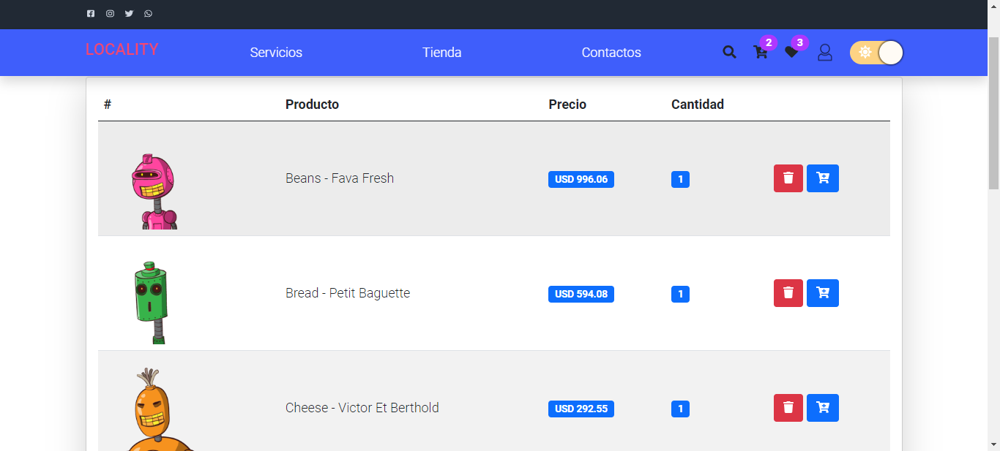 LOCALITY Servicios Tienda Contactos 2 3
# Producto Precio Cantidad
Beans - Fava Fresh USD 996.06 1
Bread - Petit Baguette USD 594.08 1
Cheese - Victor Et Berthold USD 292.55 1